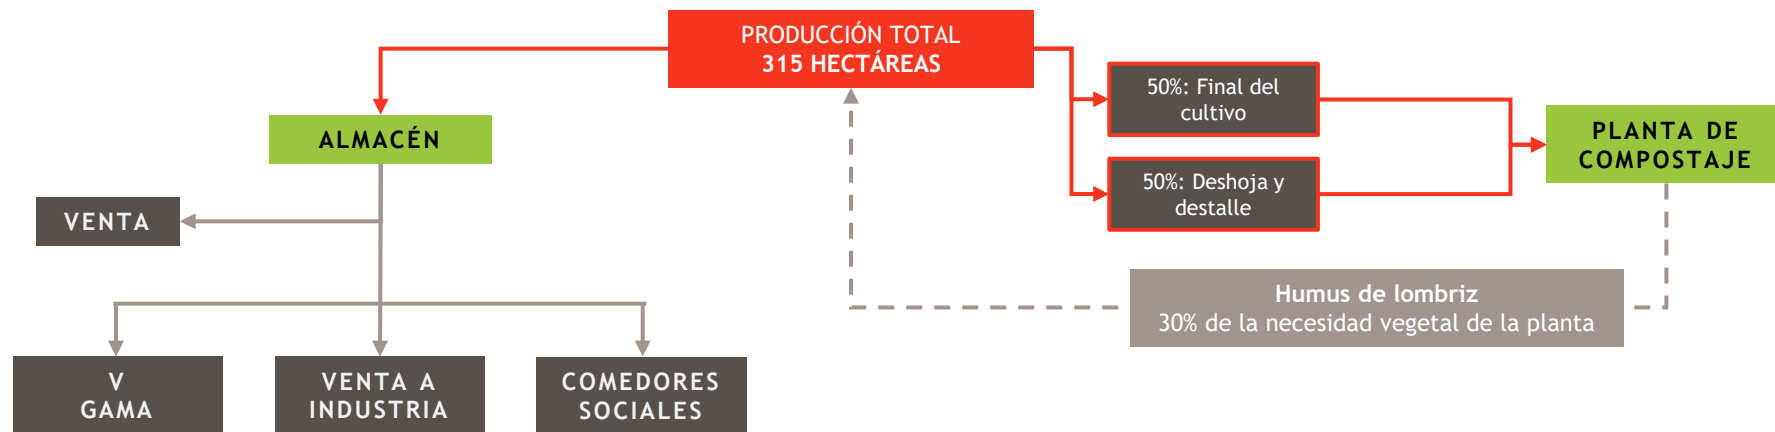 PRODUCCIÓN TOTAL
315 HECTÁREAS
ALMACÉN
VENTA
V
GAMA
VENTA A
INDUSTRIA
COMEDORES
SOCIALES
50%: Final del
cultivo
50%: Deshoja y
destalle
PLANTA DE
COMPOSTAJE
Humus de lombriz
30% de la necesidad vegetal de la planta